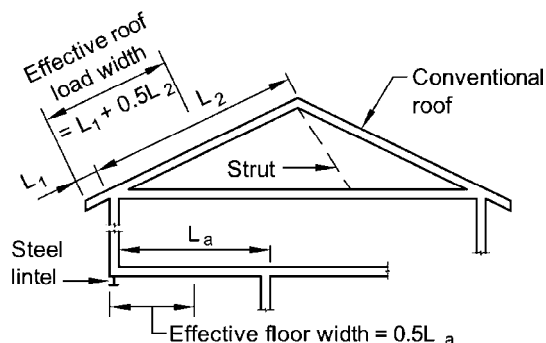 Effective roof
load width
= L1 + 0.5L2
L2
L1
Conventional
roof
Strut
La
Steel
lintel
Effective floor width = 0.5L a